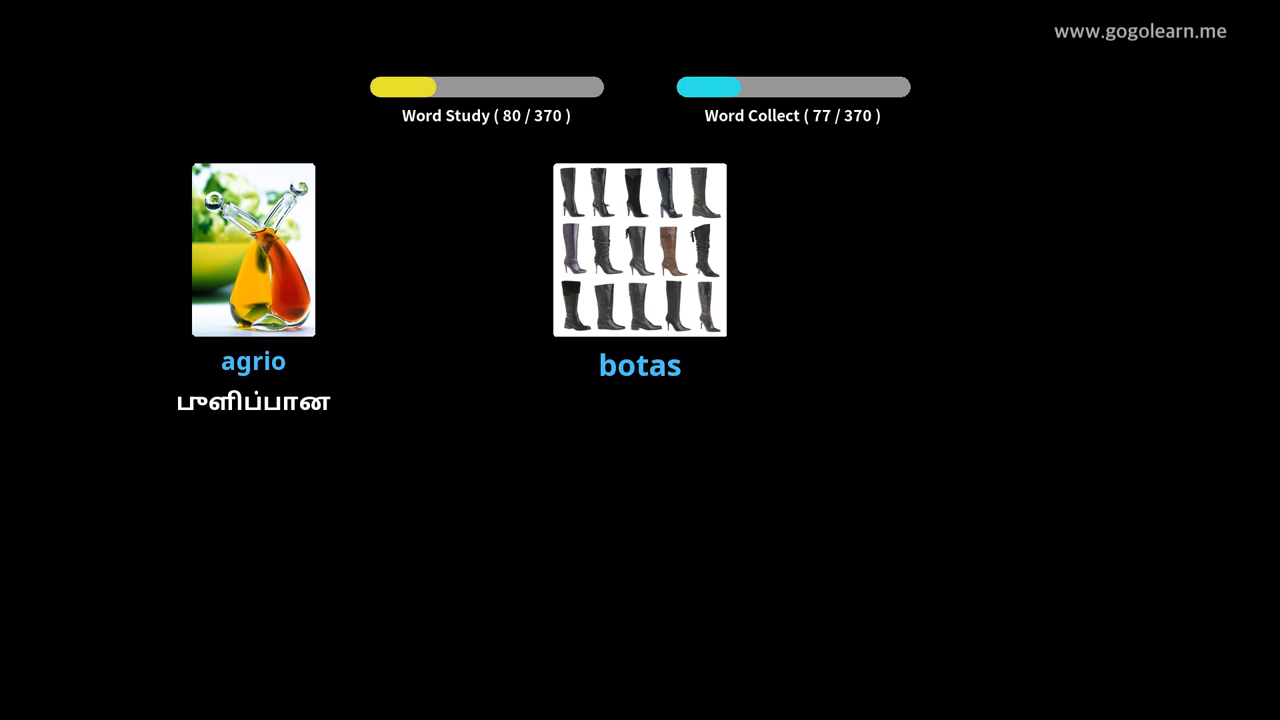 www.gogolearn.me
Word Study ( 80 / 370 )
Word Collect ( 77 / 370 )
agrio
புளிப்பான
botas